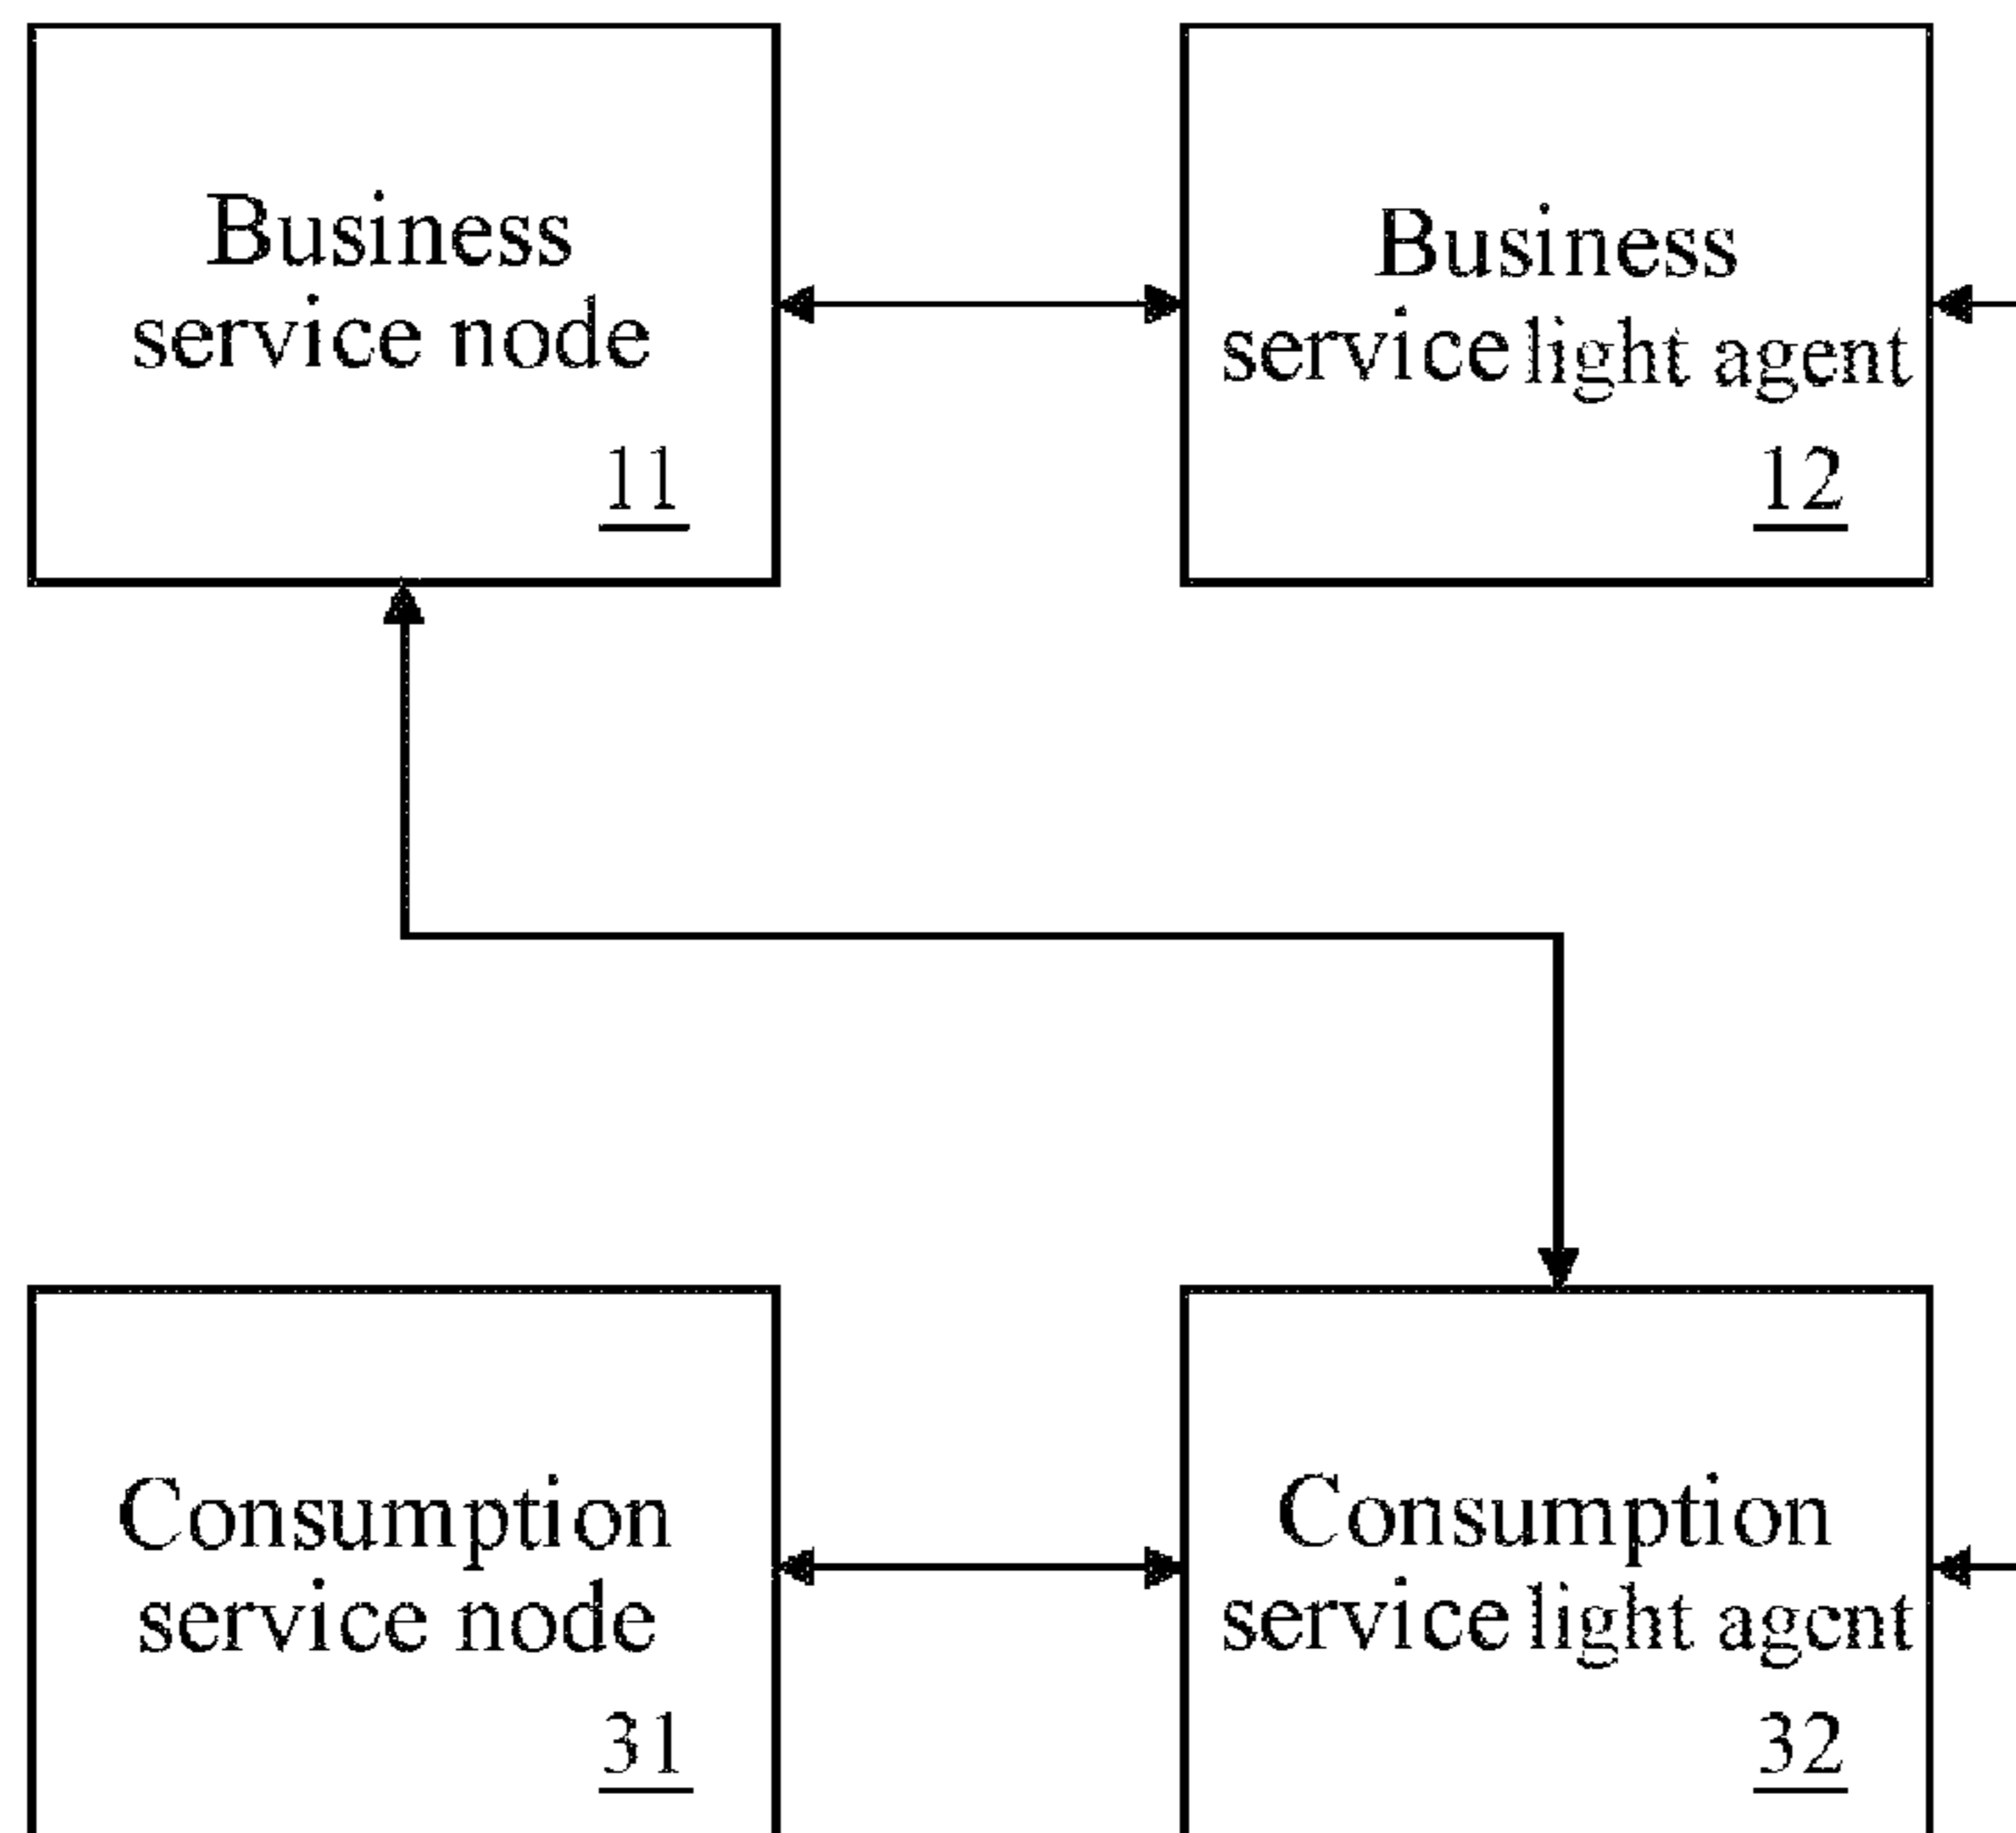 Business
service node
11
Business
service light agent
12
Consumption
service node
31
Consumption
service light agent
32